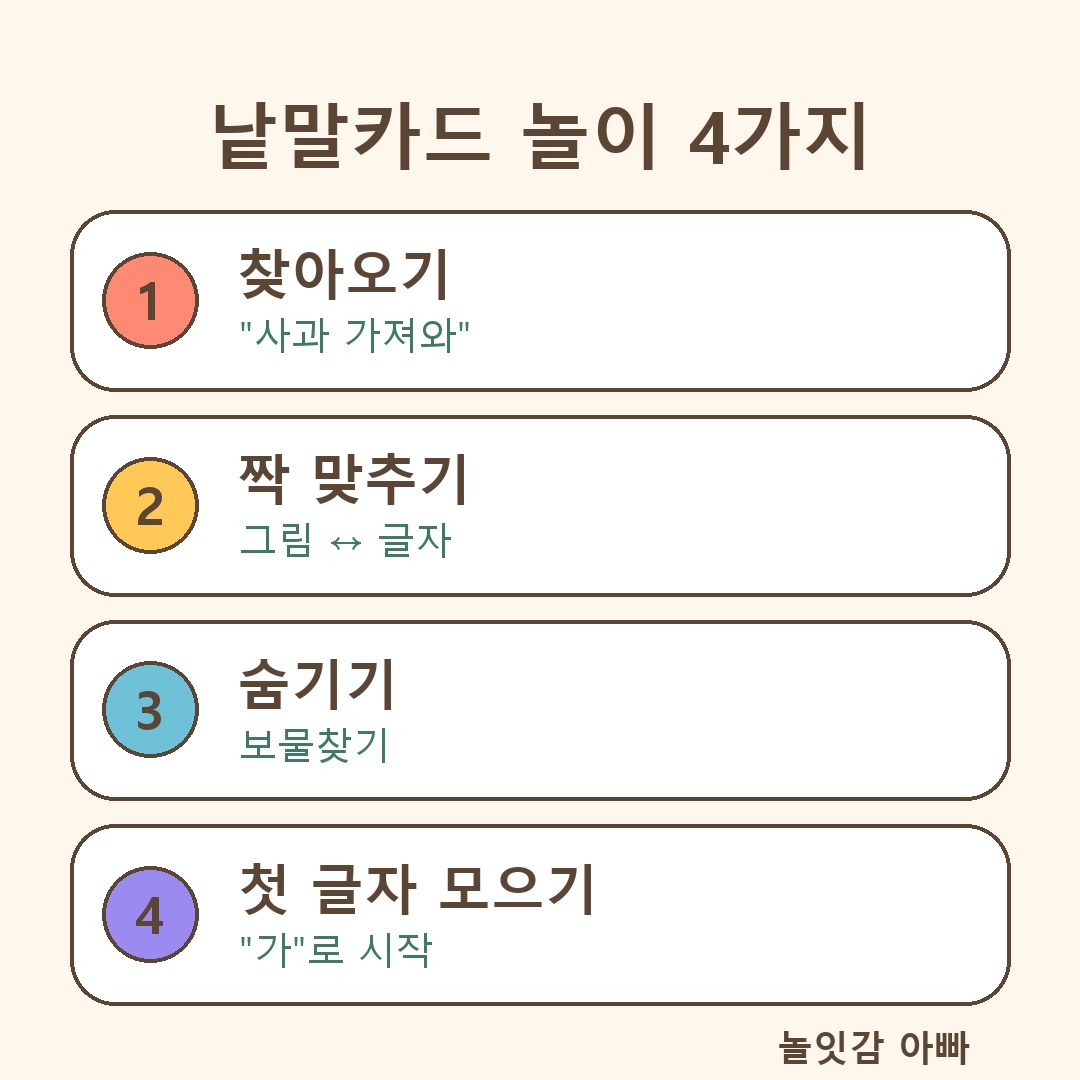 낱말카드 놀이 4가지
1
찾아오기
"사과 가져와"
2
짝 맞추기
그림 ↔ 글자
3
숨기기
보물찾기
4
첫 글자 모으기
"가"로 시작
놀잇감 아빠